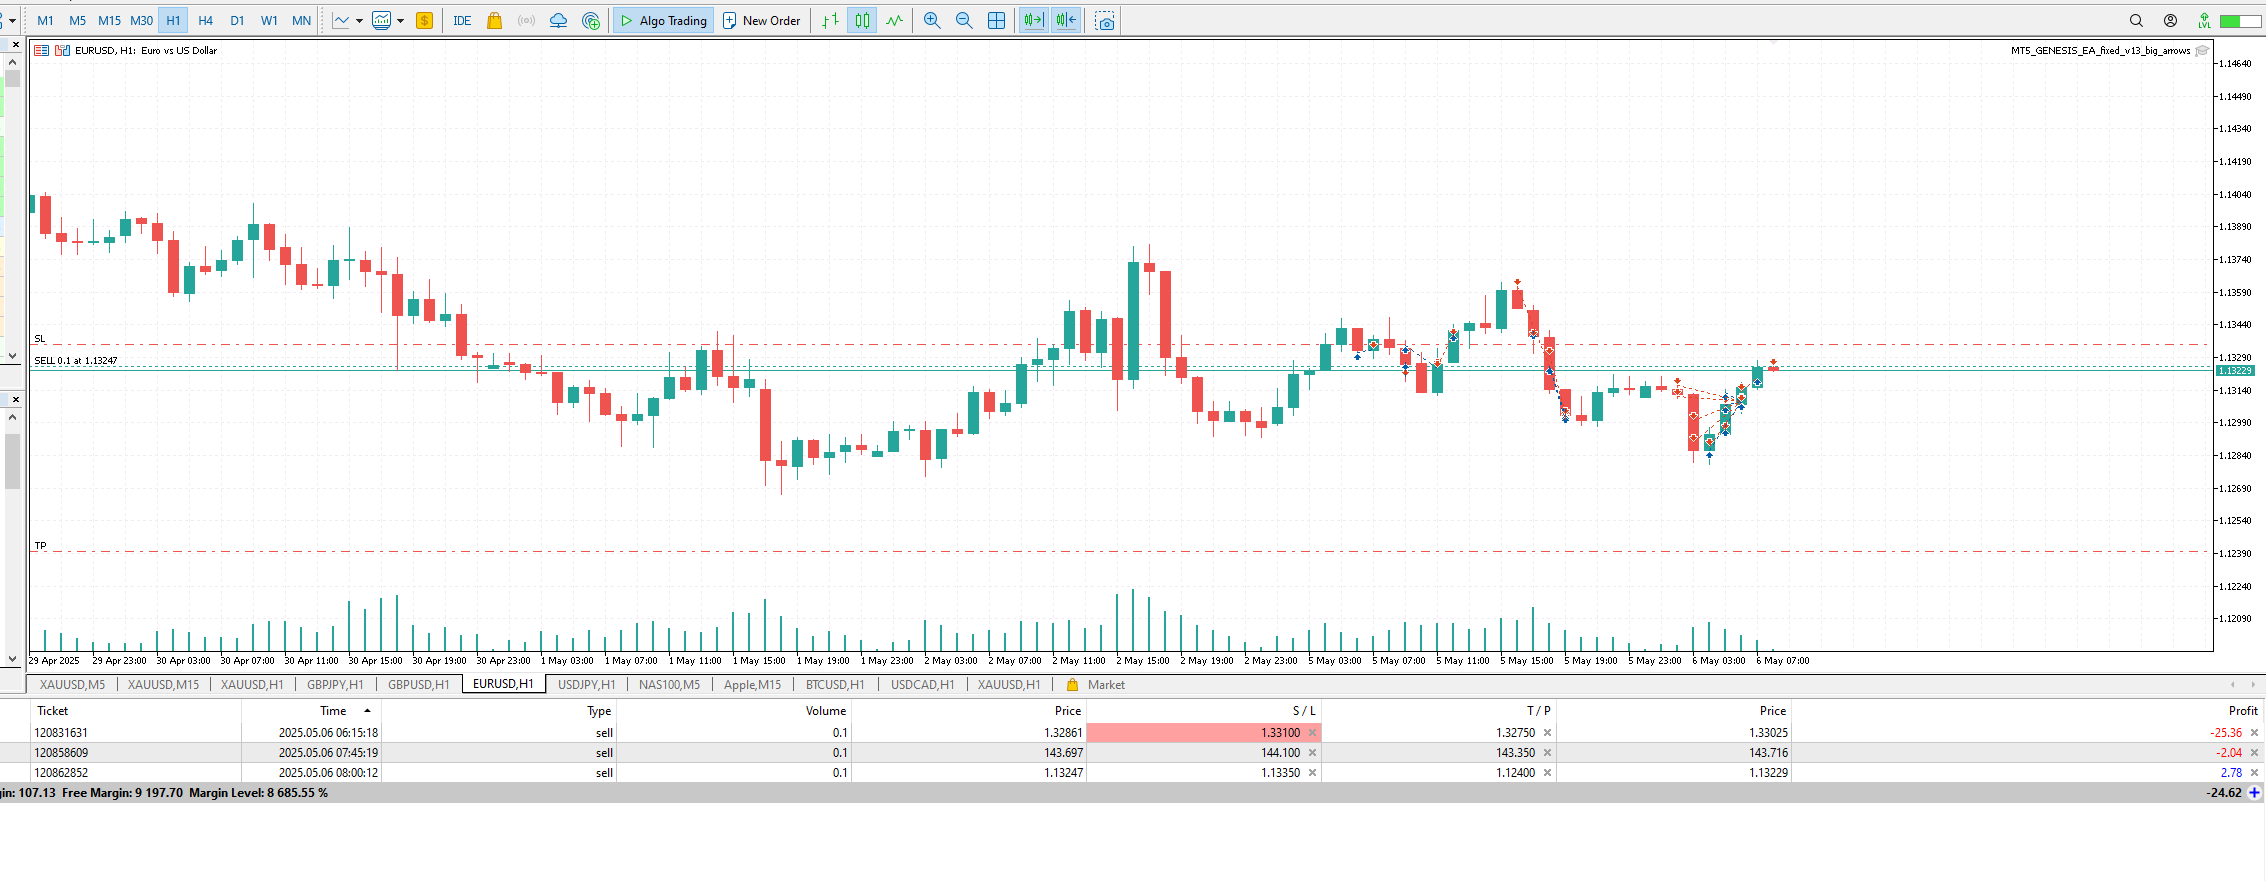 M1 M5 M15 M30 H1 H4 D1 W1 MN IDE Algo Trading New Order LVL
EURUSD, H1: Euro vs US Dollar
MT5_GENESIS_EA_fixed_v13_big_arrows
1.14640
1.14490
1.14340
1.14190
1.14040
1.13890
1.13740
1.13590
1.13440
SL
SELL 0.1 at 1.13247
1.13290
1.13229
1.13140
1.12990
1.12840
1.12690
1.12540
TP
1.12390
1.12240
1.12090
29 Apr 2025 29 Apr 23:00 30 Apr 03:00 30 Apr 07:00 30 Apr 11:00 30 Apr 15:00 30 Apr 19:00 30 Apr 23:00 1 May 03:00 1 May 07:00 1 May 11:00 1 May 15:00 1 May 19:00 1 May 23:00 2 May 03:00 2 May 07:00 2 May 11:00 2 May 15:00 2 May 19:00 2 May 23:00 5 May 03:00 5 May 07:00 5 May 11:00 5 May 15:00 5 May 19:00 5 May 23:00 6 May 03:00 6 May 07:00
XAUUSD,M5 XAUUSD,M15 XAUUSD,H1 GBPJPY,H1 GBPUSD,H1 EURUSD,H1 USDJPY,H1 NAS100,M5 Apple,M15 BTCUSD,H1 USDCAD,H1 XAUUSD,H1 Market
Ticket Time Type Volume Price S / L T / P Price Profit
120831631 2025.05.06 06:15:18 sell 0.1 1.32861 1.33100 1.32750 1.33025 -25.36
120858609 2025.05.06 07:45:19 sell 0.1 143.697 144.100 143.350 143.716 -2.04
120862852 2025.05.06 08:00:12 sell 0.1 1.13247 1.13350 1.12400 1.13229 2.78
gin: 107.13 Free Margin: 9 197.70 Margin Level: 8 685.55 % -24.62